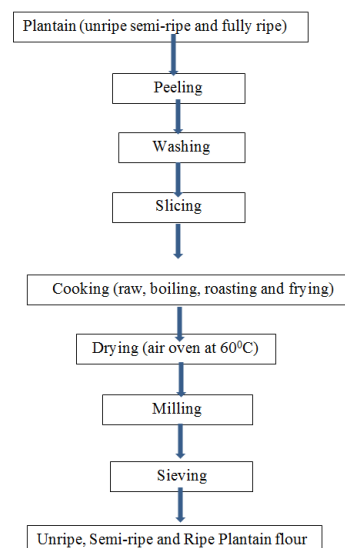 Plantain (unripe semi-ripe and fully ripe)
Peeling
Washing
Slicing
Cooking (raw, boiling, roasting and frying)
Drying (air oven at 60⁰C)
Milling
Sieving
Unripe, Semi-ripe and Ripe Plantain flour